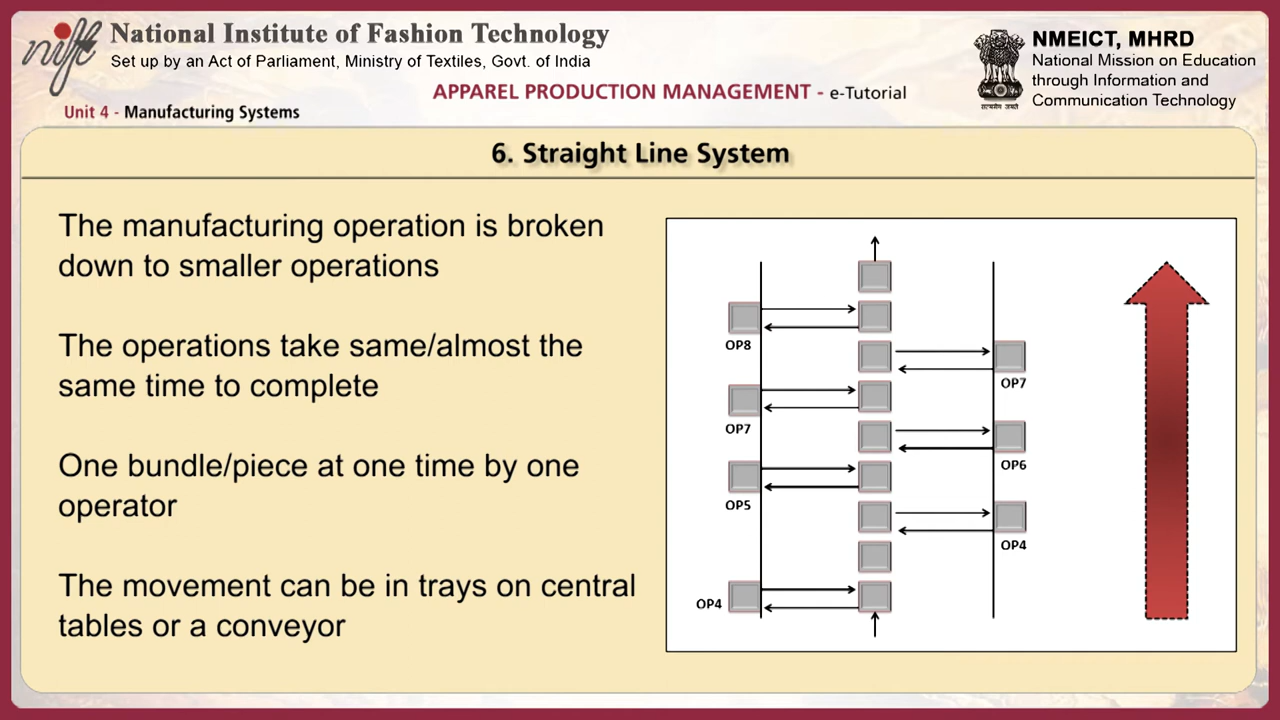 nift
National Institute of Fashion Technology
Set up by an Act of Parliament, Ministry of Textiles, Govt. of India
NMEICT, MHRD
National Mission on Education
through Information and
Communication Technology
सत्यमेव जयते
APPAREL PRODUCTION MANAGEMENT - e-Tutorial
Unit 4 - Manufacturing Systems
6. Straight Line System
The manufacturing operation is broken
down to smaller operations
The operations take same/almost the
same time to complete
One bundle/piece at one time by one
operator
The movement can be in trays on central
tables or a conveyor
OP8
OP7
OP7
OP6
OP5
OP4
OP4